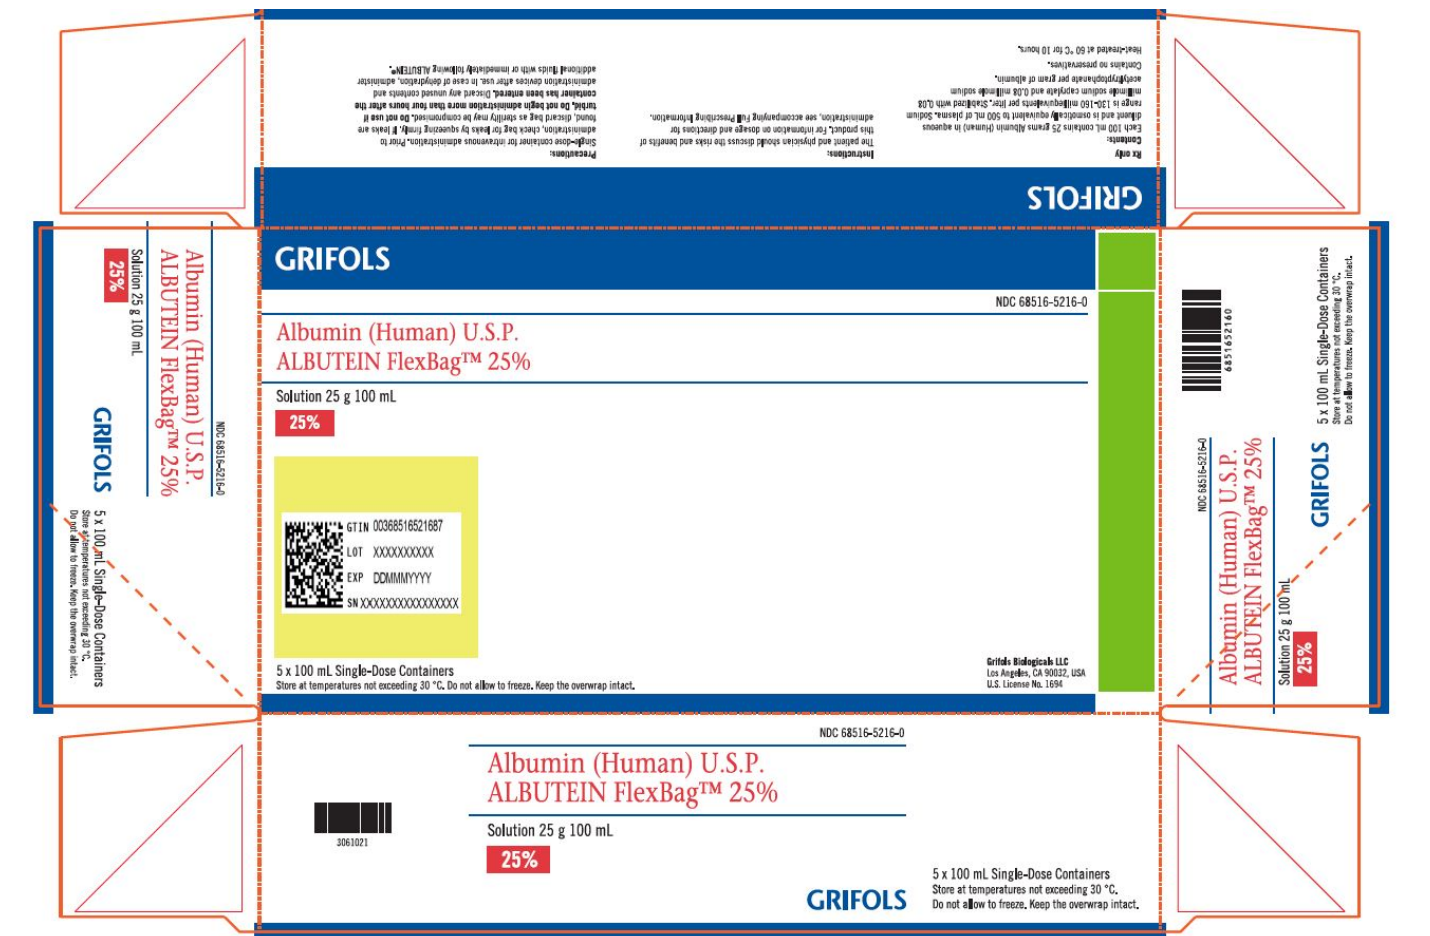 Rx only
Contents:
Each 100 mL contains 25 grams Albumin (Human) in aqueous
diluent and is osmotically equivalent to 500 mL of plasma. Sodium
range is 130-160 milliequivalents per liter. Stabilized with 0.08
millimole sodium caprylate and 0.08 millimole sodium
acetyltryptophanate per gram of albumin.
Contains no preservatives.
Heat-treated at 60 °C for 10 hours.
Instructions:
The patient and physician should discuss the risks and benefits of
this product. For information on dosage and directions for
administration, see accompanying Full Prescribing Information.
Precautions:
Single-dose container for intravenous administration. Prior to
administration, check bag for leaks by squeezing firmly. If leaks are
found, discard bag as sterility may be compromised. Do not use if
turbid. Do not begin administration more than four hours after the
container has been entered. Discard any unused contents and
administration devices after use. In case of dehydration, administer
additional fluids with or immediately following ALBUTEIN®.
GRIFOLS
NDC 68516-5216-0
Albumin (Human) U.S.P.
ALBUTEIN FlexBag™ 25%
Solution 25 g 100 mL
25%
GRIFOLS
5 x 100 mL Single-Dose Containers
Store at temperatures not exceeding 30 °C.
Do not allow to freeze. Keep the overwrap intact.
GRIFOLS
NDC 68516-5216-0
Albumin (Human) U.S.P.
ALBUTEIN FlexBag™ 25%
Solution 25 g 100 mL
25%
GTIN 00368516521687
LOT XXXXXXXXXX
EXP DDMMMYYYY
SN XXXXXXXXXXXXXXXX
5 x 100 mL Single-Dose Containers
Store at temperatures not exceeding 30 °C. Do not allow to freeze. Keep the overwrap intact.
Grifols Biologicals LLC
Los Angeles, CA 90032, USA
U.S. License No. 1694
6851652160
NDC 68516-5216-0
Albumin (Human) U.S.P.
ALBUTEIN FlexBag™ 25%
Solution 25 g 100 mL
25%
GRIFOLS
5 x 100 mL Single-Dose Containers
Store at temperatures not exceeding 30 °C.
Do not allow to freeze. Keep the overwrap intact.
NDC 68516-5216-0
Albumin (Human) U.S.P.
ALBUTEIN FlexBag™ 25%
Solution 25 g 100 mL
25%
3061021
GRIFOLS
5 x 100 mL Single-Dose Containers
Store at temperatures not exceeding 30 °C.
Do not allow to freeze. Keep the overwrap intact.